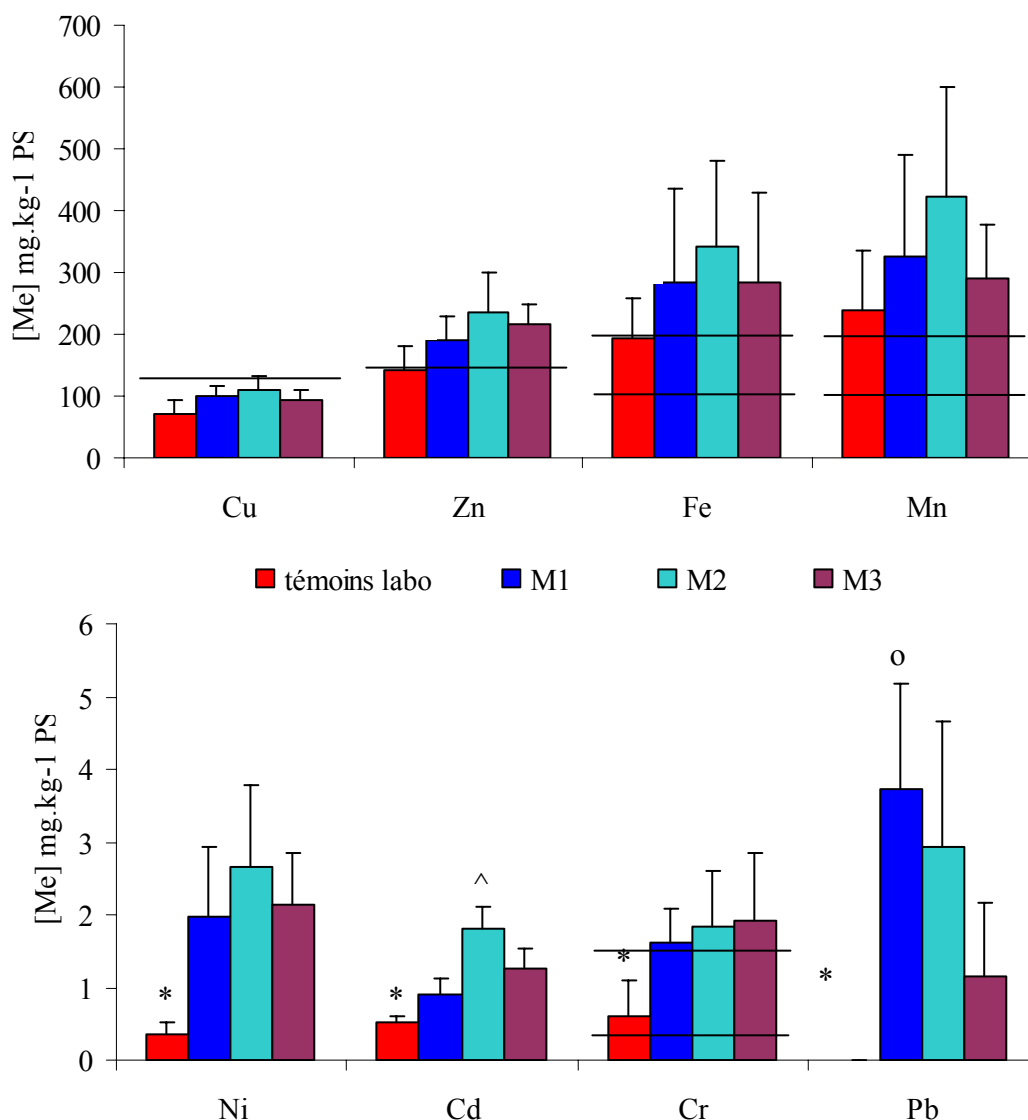 700
600
500
400
300
200
100
0
[Me] mg.kg-1 PS
Cu Zn Fe Mn
témoins labo M1 M2 M3
6
5
4
3
2
1
0
[Me] mg.kg-1 PS
o
^
* * * *
Ni Cd Cr Pb